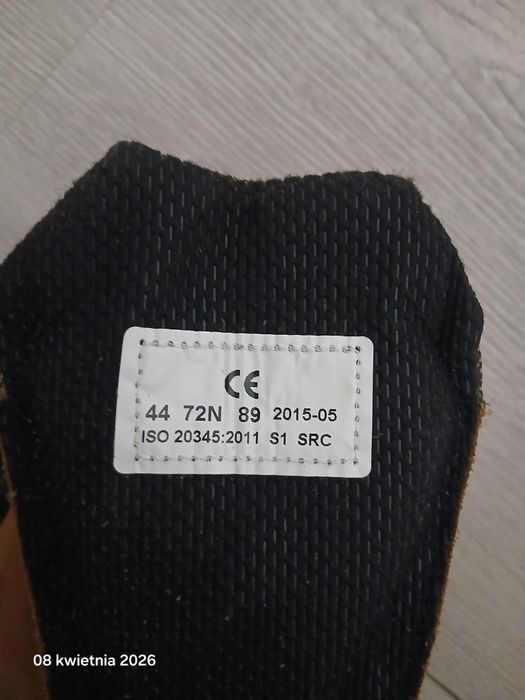 CE
44 72N 89 2015-05
ISO 20345:2011 S1 SRC
08 kwietnia 2026